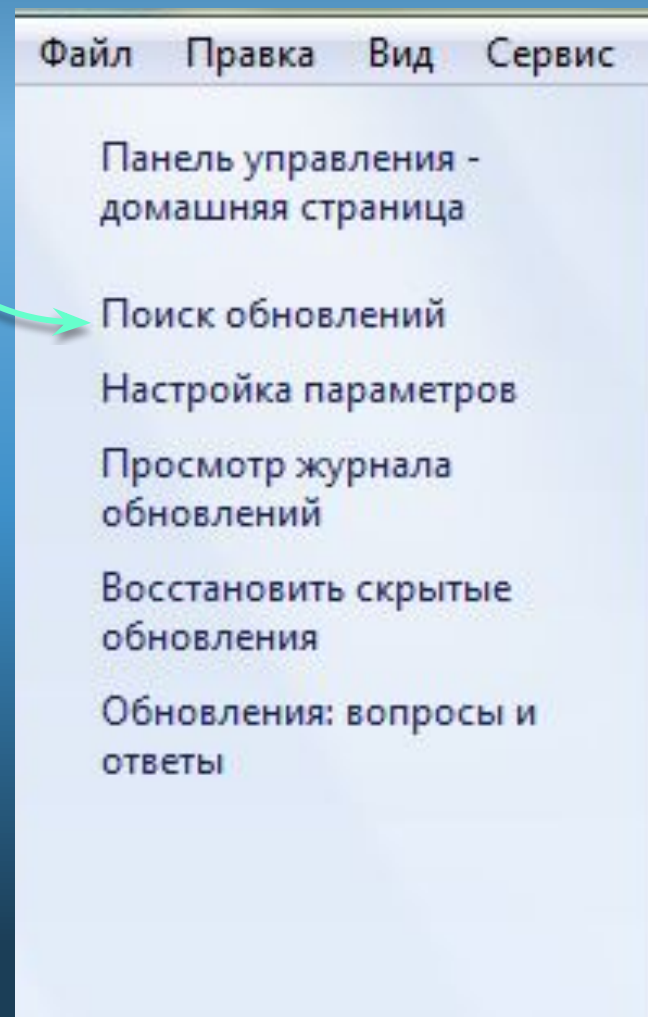 Файл Правка Вид Сервис
Панель управления -
домашняя страница
Поиск обновлений
Настройка параметров
Просмотр журнала
обновлений
Восстановить скрытые
обновления
Обновления: вопросы и
ответы